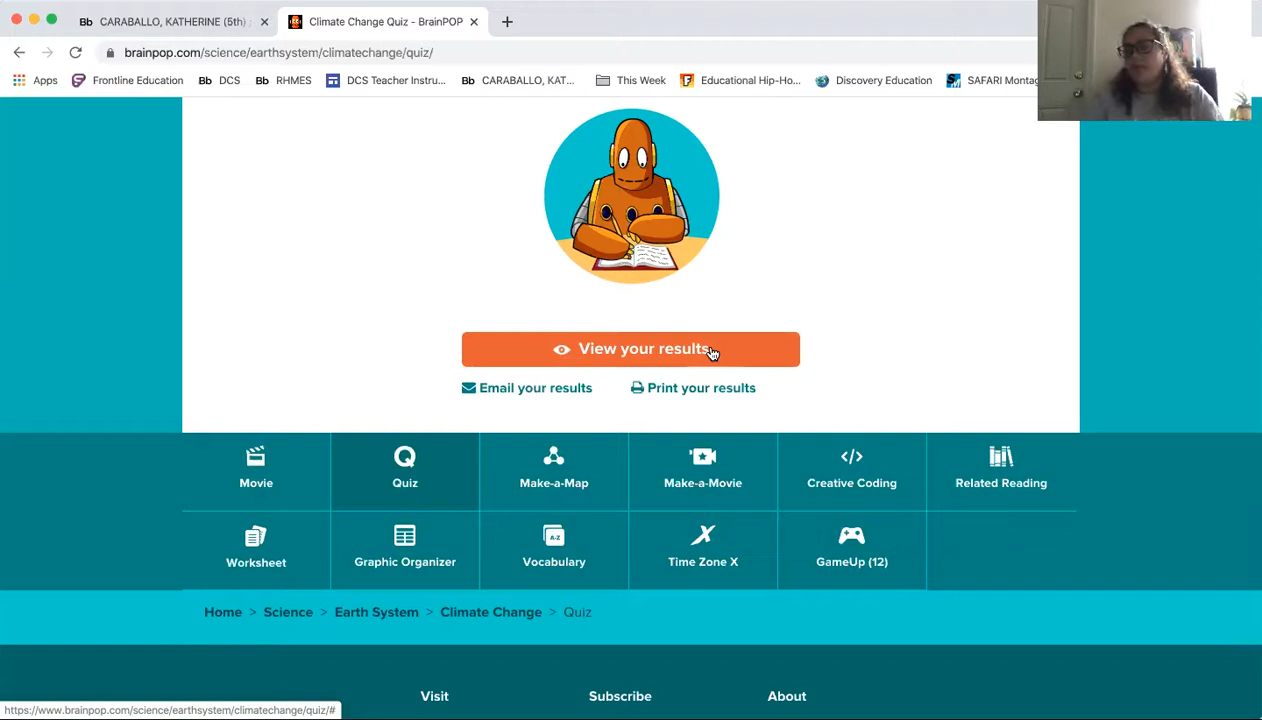 Bb CARABALLO, KATHERINE (5th)
Climate Change Quiz - BrainPOP
brainpop.com/science/earthsystem/climatechange/quiz/
Apps Frontline Education Bb DCS Bb RHMES DCS Teacher Instru... Bb CARABALLO, KAT... This Week Educational Hip-Ho... Discovery Education SAFARI Montag
View your results
Email your results Print your results
Movie Quiz Make-a-Map Make-a-Movie Creative Coding Related Reading
Worksheet Graphic Organizer Vocabulary Time Zone X GameUp (12)
Home > Science > Earth System > Climate Change > Quiz
Visit Subscribe About
https://www.brainpop.com/science/earthsystem/climatechange/quiz/#